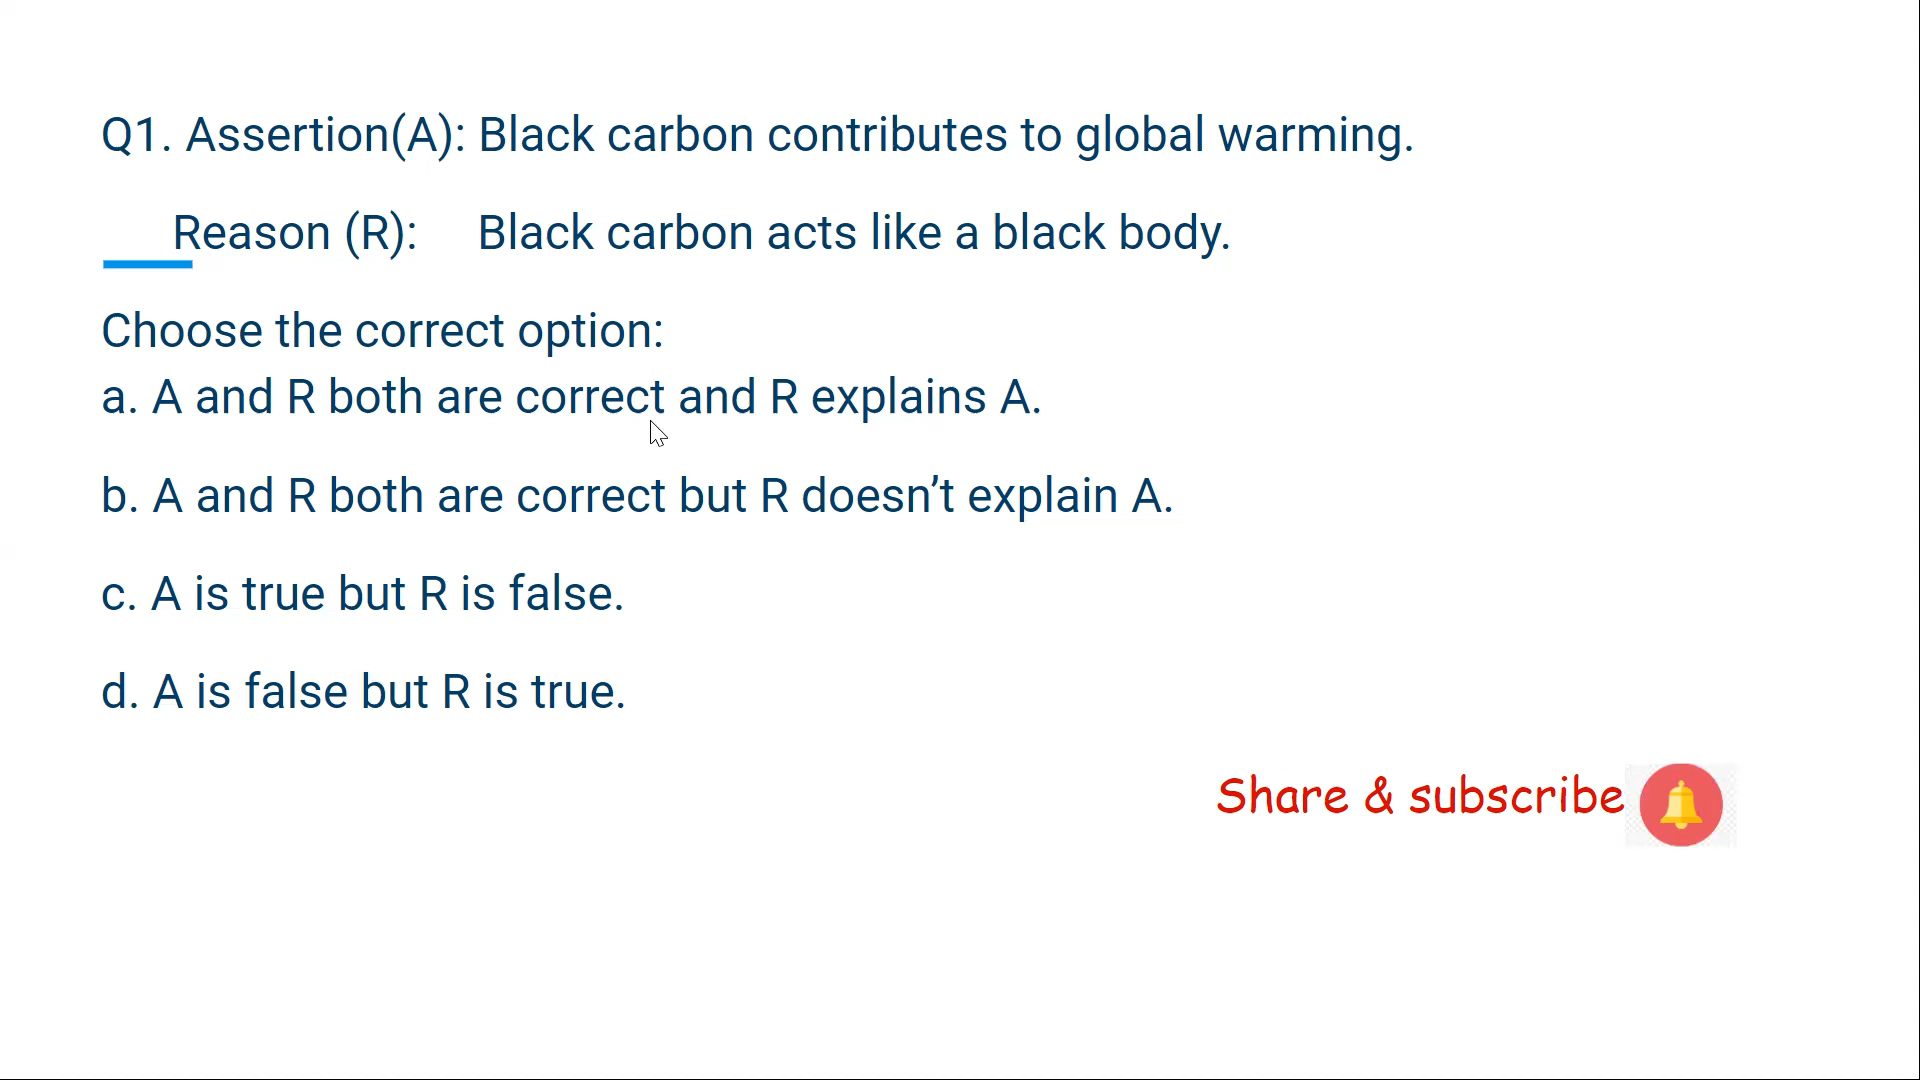 Q1. Assertion(A): Black carbon contributes to global warming.
Reason (R): Black carbon acts like a black body.
Choose the correct option:
a. A and R both are correct and R explains A.
b. A and R both are correct but R doesn’t explain A.
c. A is true but R is false.
d. A is false but R is true.
Share & subscribe